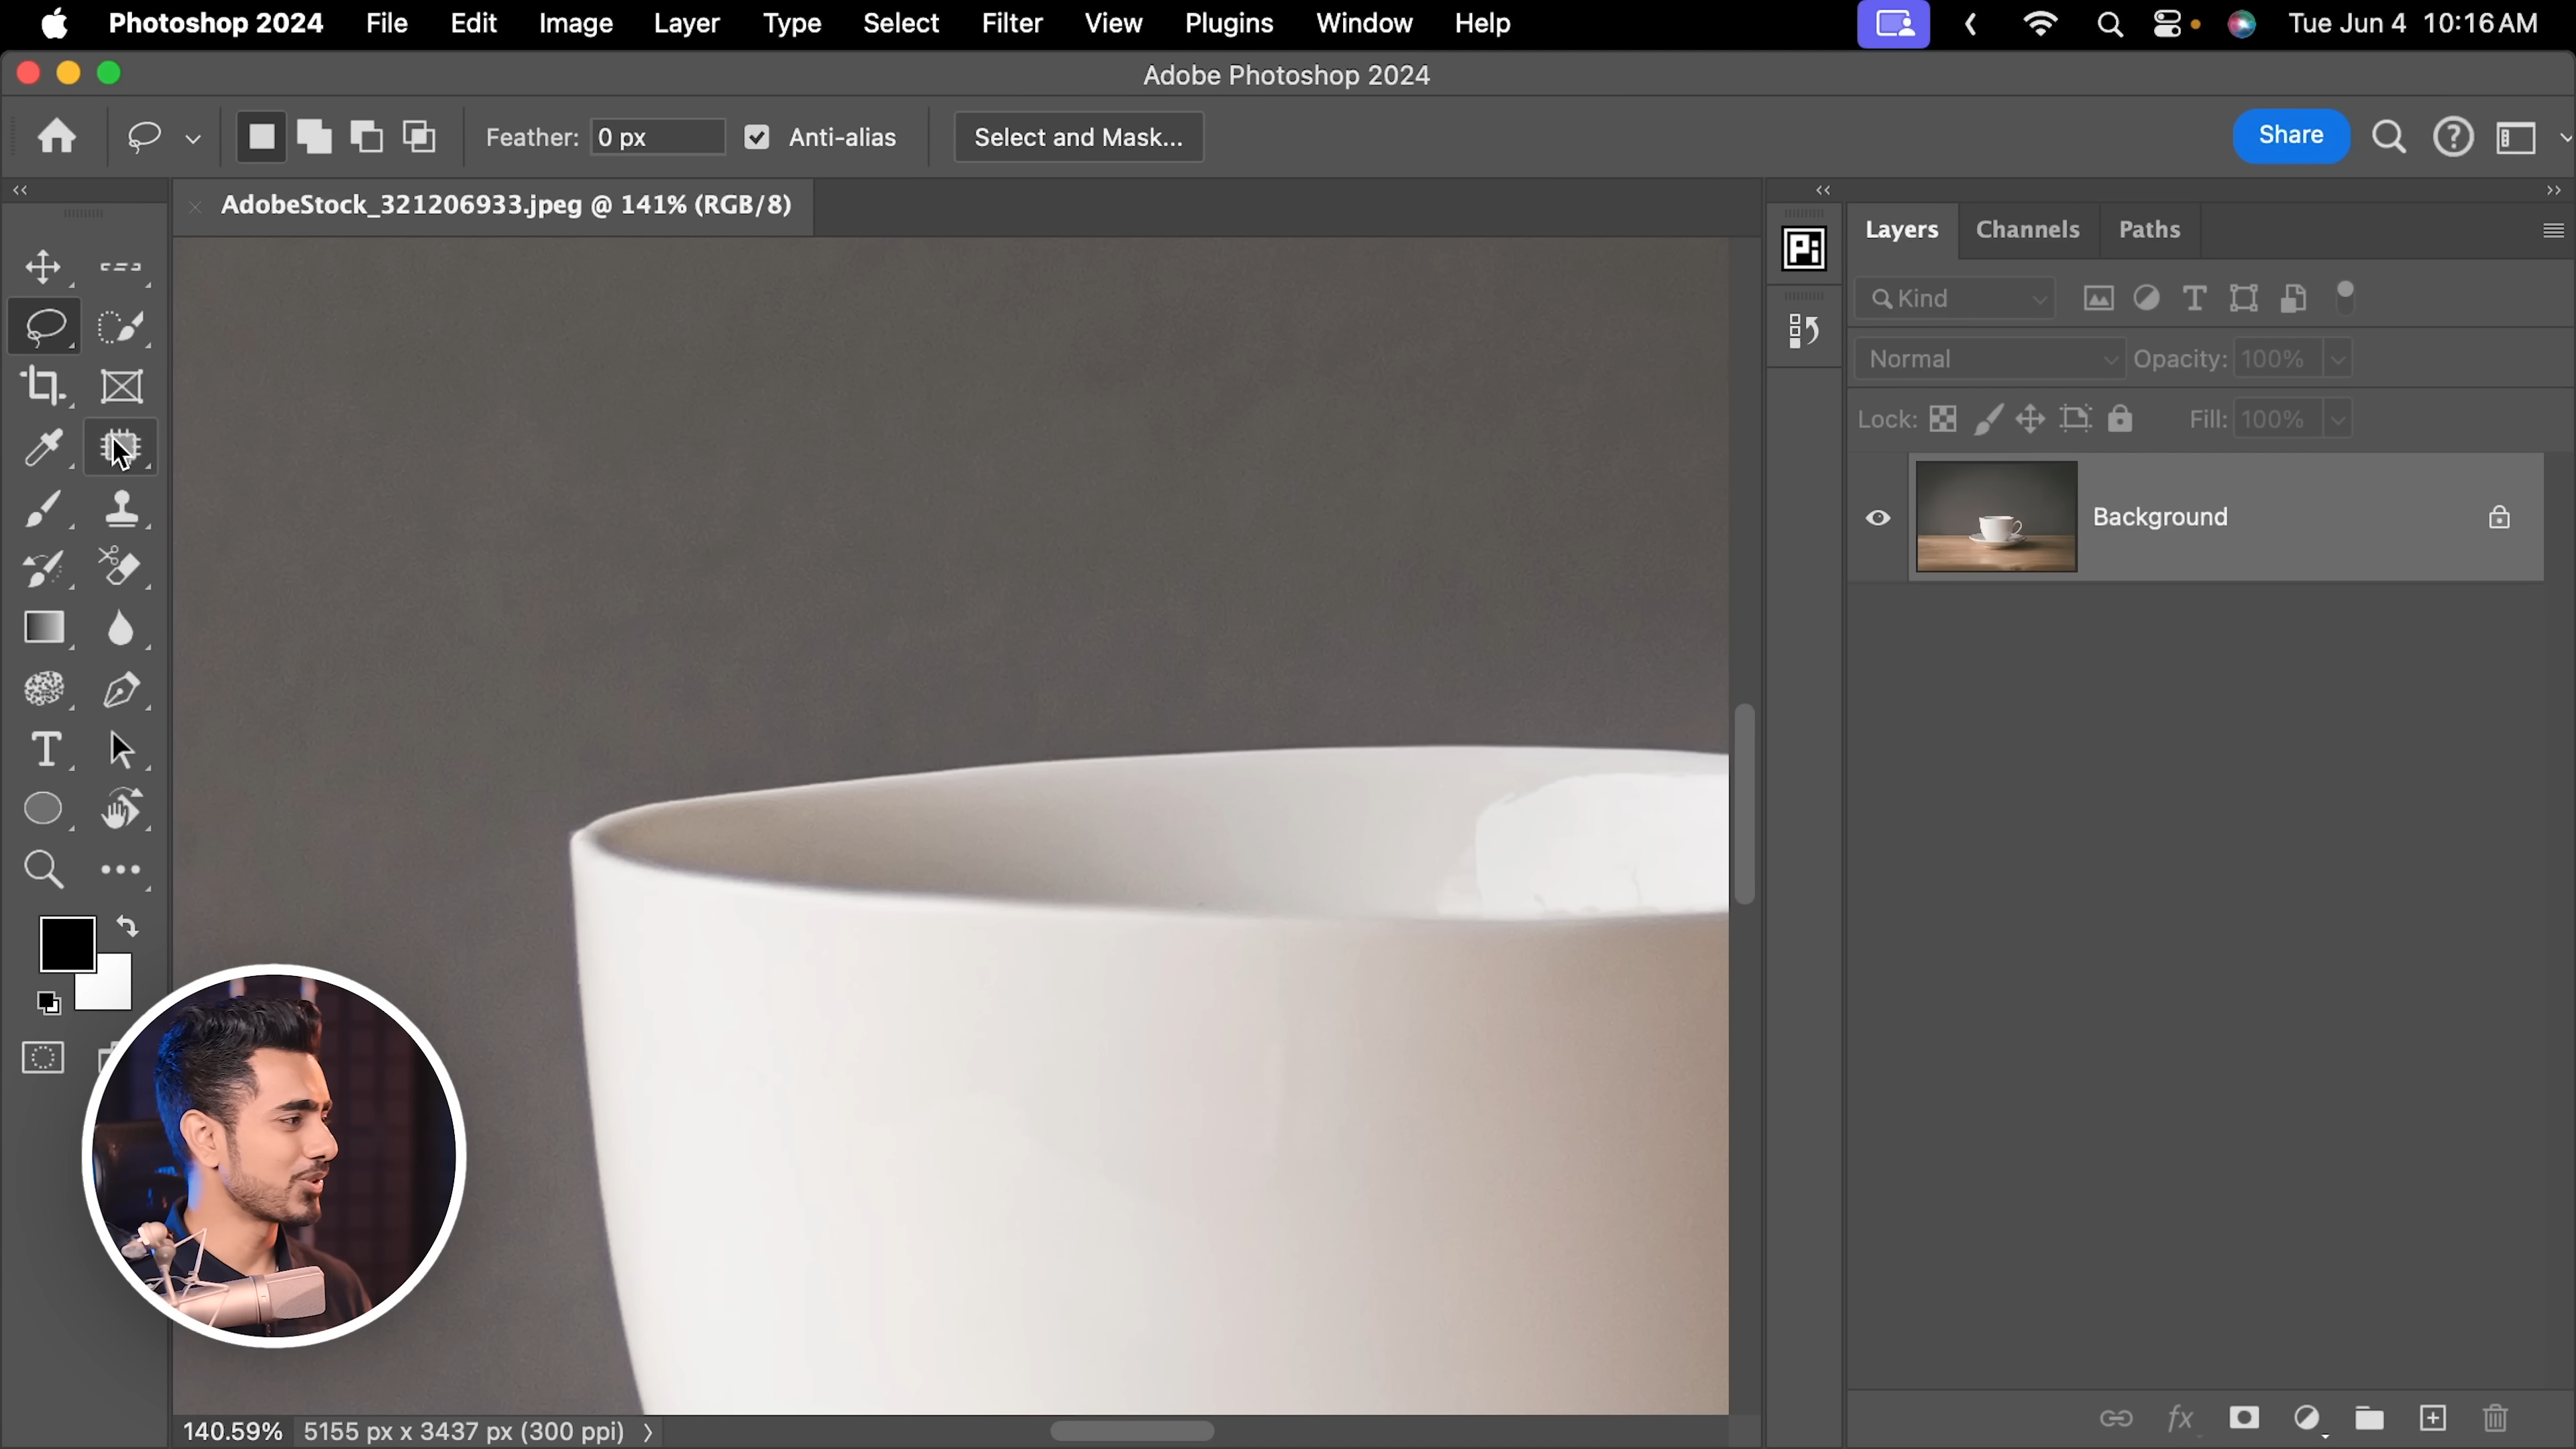 Photoshop 2024 File Edit Image Layer Type Select Filter View Plugins Window Help Tue Jun 4 10:16 AM
Adobe Photoshop 2024
Feather: 0 px Anti-alias Select and Mask... Share
AdobeStock_321206933.jpeg @ 141% (RGB/8)
Pi
Layers Channels Paths
Kind
Normal Opacity: 100%
Lock: Fill: 100%
Background
140.59% 5155 px x 3437 px (300 ppi)
fx